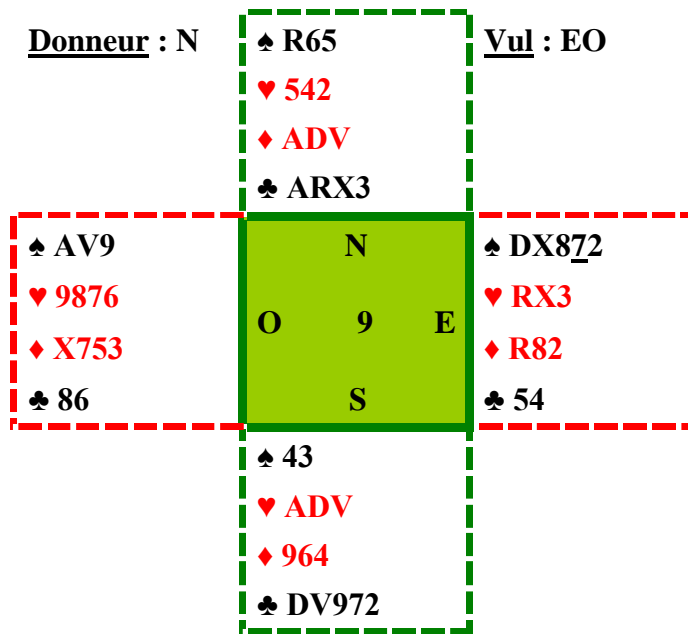 Donneur : N
♠ R65
Vul : EO
♥ 542
♦ ADV
♣ ARX3
♠ AV9
♥ 9876
♦ X753
♣ 86
N
O 9 E
S
♠ DX872
♥ RX3
♦ R82
♣ 54
♠ 43
♥ ADV
♦ 964
♣ DV972